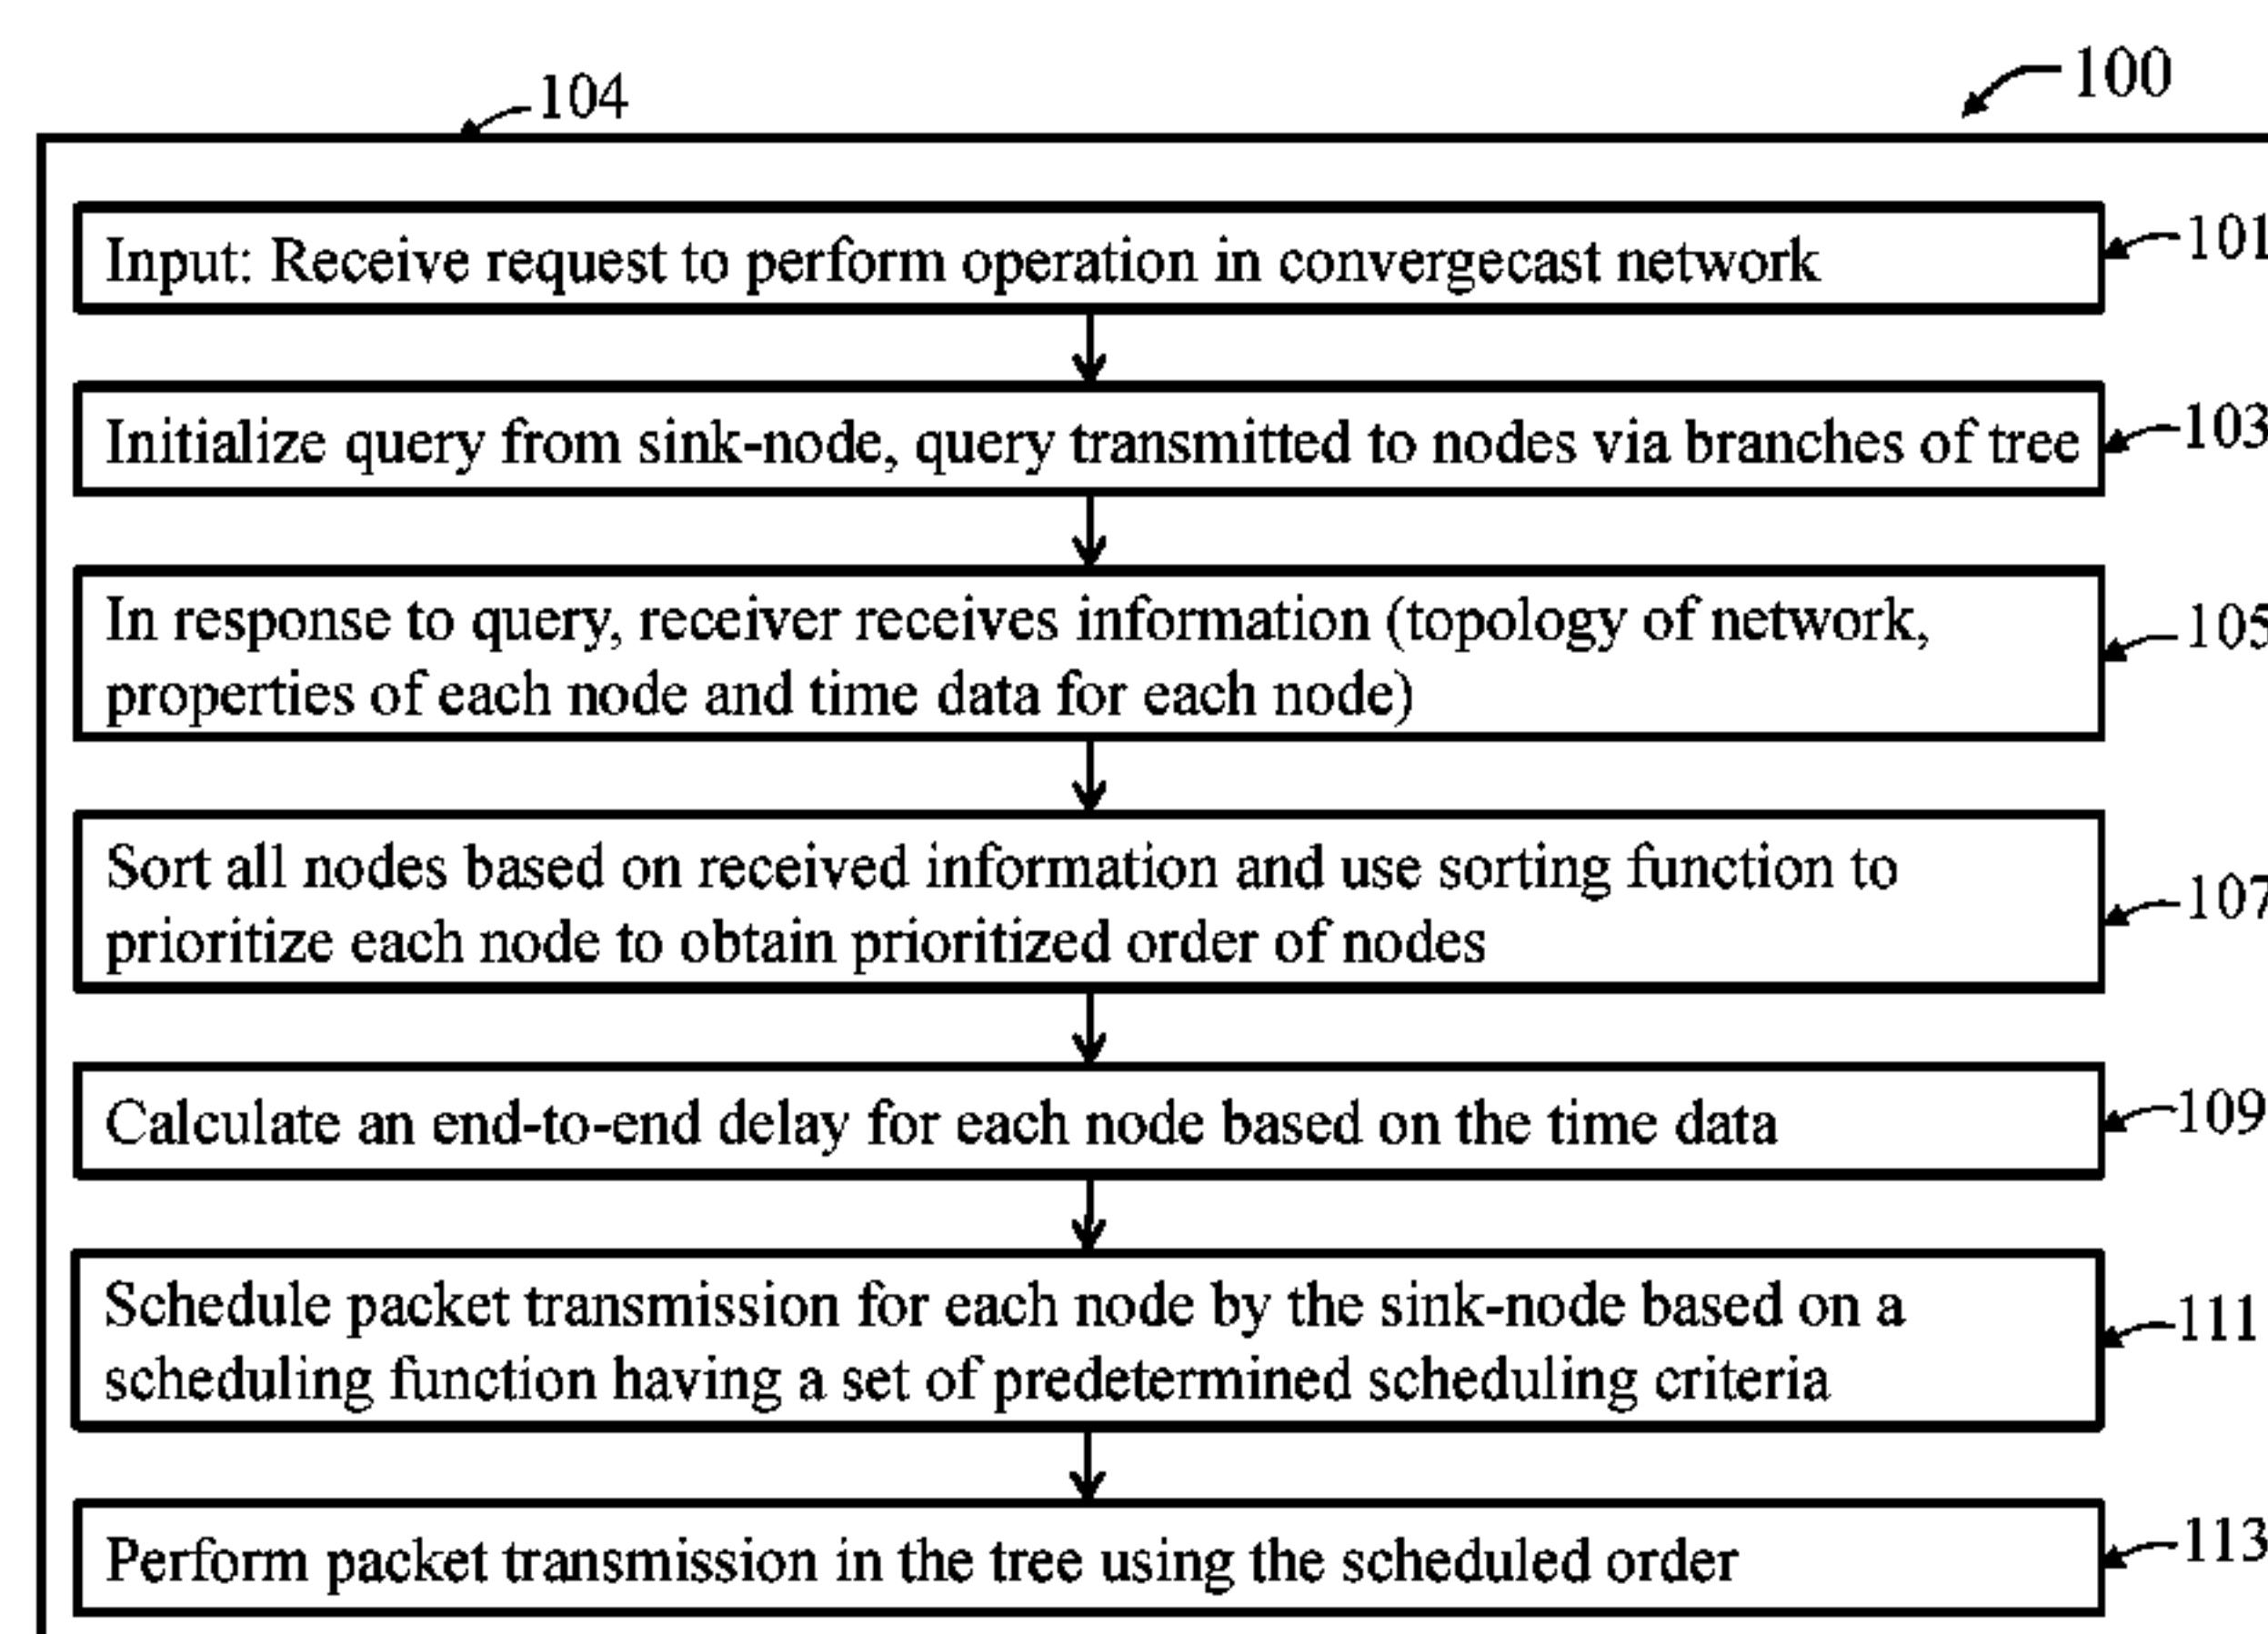 100
104
Input: Receive request to perform operation in convergecast network
101
Initialize query from sink-node, query transmitted to nodes via branches of tree
103
In response to query, receiver receives information (topology of network,
properties of each node and time data for each node)
105
Sort all nodes based on received information and use sorting function to
prioritize each node to obtain prioritized order of nodes
107
Calculate an end-to-end delay for each node based on the time data
109
Schedule packet transmission for each node by the sink-node based on a
scheduling function having a set of predetermined scheduling criteria
111
Perform packet transmission in the tree using the scheduled order
113